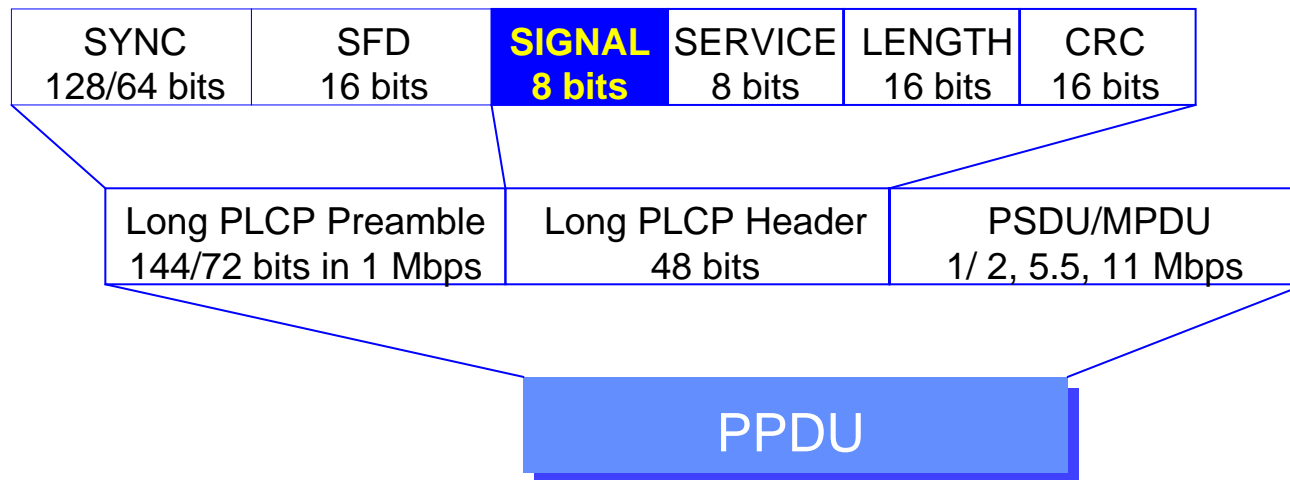 SYNC
128/64 bits
SFD
16 bits
SIGNAL
8 bits
SERVICE
8 bits
LENGTH
16 bits
CRC
16 bits
Long PLCP Preamble
144/72 bits in 1 Mbps
Long PLCP Header
48 bits
PSDU/MPDU
1/ 2, 5.5, 11 Mbps
PPDU